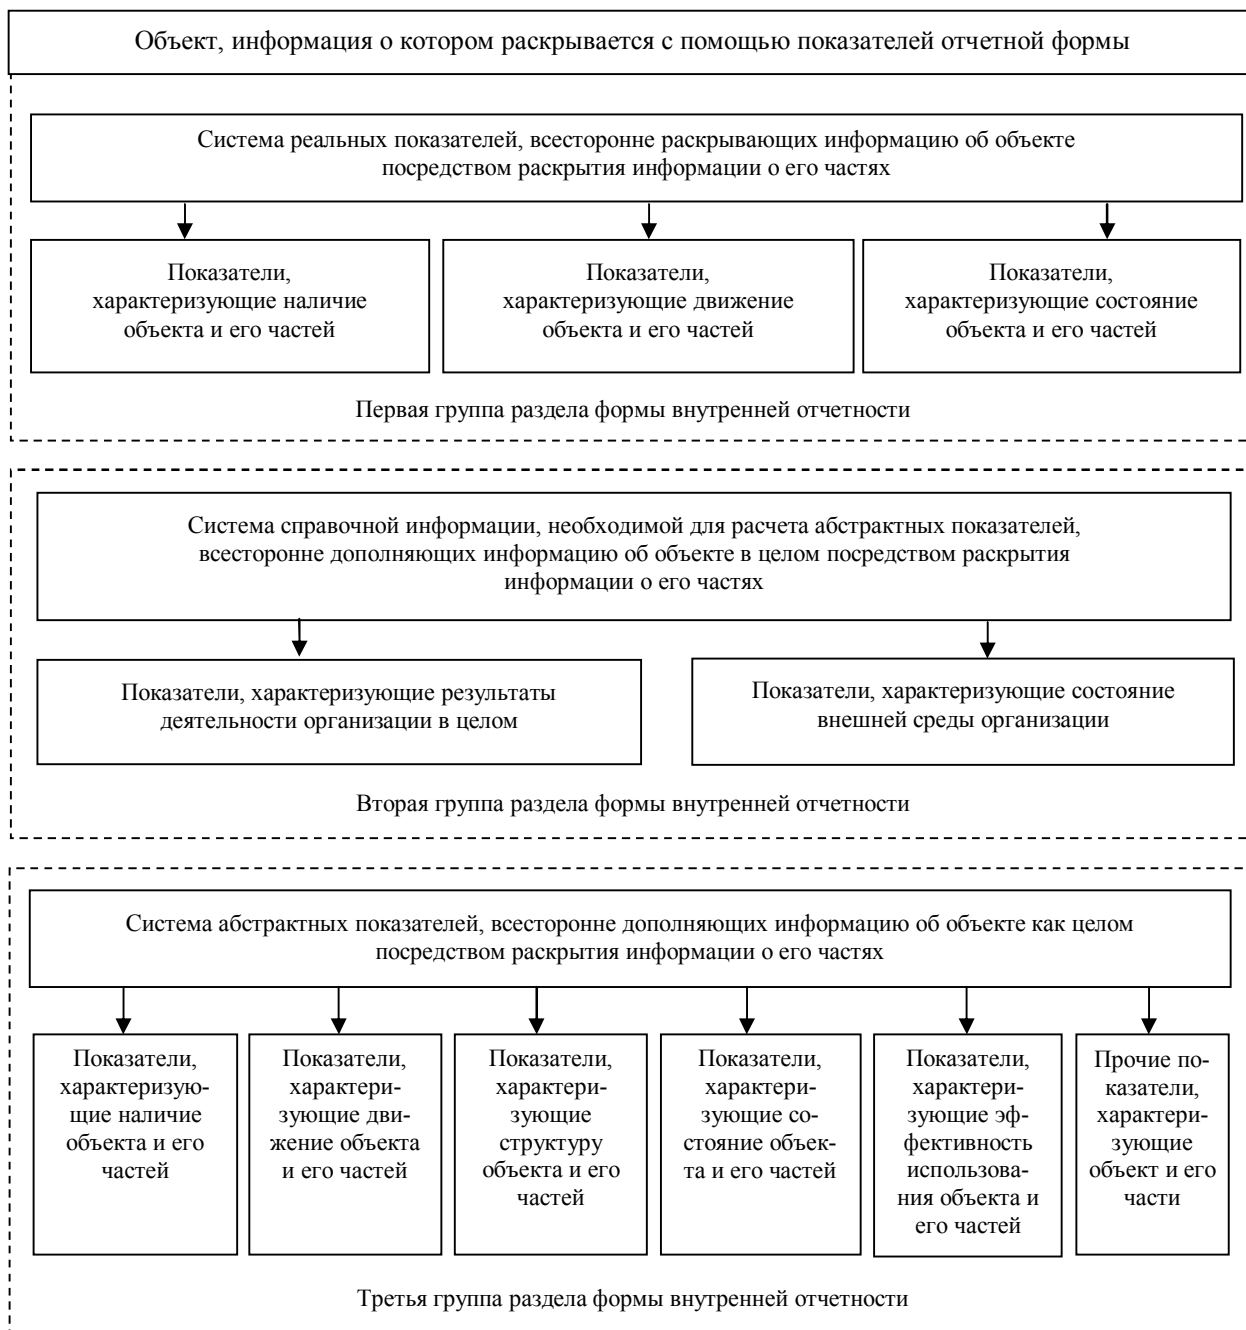 Объект, информация о котором раскрывается с помощью показателей отчетной формы
Система реальных показателей, всесторонне раскрывающих информацию об объекте
посредством раскрытия информации о его частях
Показатели,
характеризующие наличие
объекта и его частей
Показатели,
характеризующие движение
объекта и его частей
Показатели,
характеризующие состояние
объекта и его частей
Первая группа раздела формы внутренней отчетности
Система справочной информации, необходимой для расчета абстрактных показателей,
всесторонне дополняющих информацию об объекте в целом посредством раскрытия
информации о его частях
Показатели, характеризующие результаты
деятельности организации в целом
Показатели, характеризующие состояние
внешней среды организации
Вторая группа раздела формы внутренней отчетности
Система абстрактных показателей, всесторонне дополняющих информацию об объекте как целом
посредством раскрытия информации о его частях
Показатели,
характеризую-
щие наличие
объекта и его
частей
Показатели,
характери-
зующие дви-
жение объекта
и его частей
Показатели,
характери-
зующие
структуру
объекта и его
частей
Показатели,
характери-
зующие со-
стояние объек-
та и его частей
Показатели,
характери-
зующие эф-
фективность
использова-
ния объекта и
его частей
Прочие по-
казатели,
характери-
зующие
объект и его
части
Третья группа раздела формы внутренней отчетности